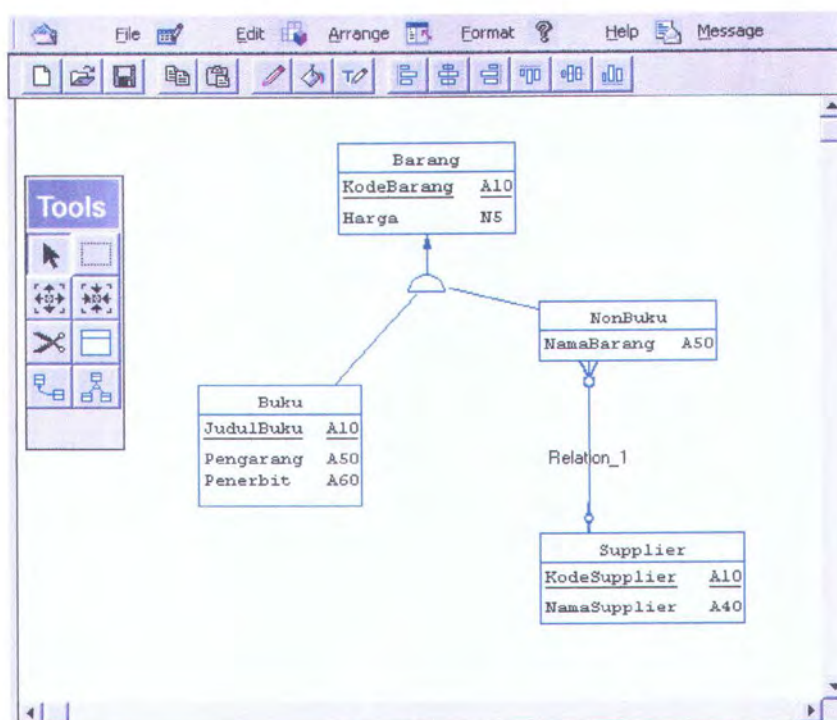 File Edit Arrange Format Help Message
Tools
Barang
KodeBarang A10
Harga N5
NonBuku
NamaBarang A50
Buku
JudulBuku A10
Pengarang A50
Penerbit A60
Relation_1
Supplier
KodeSupplier A10
NamaSupplier A40